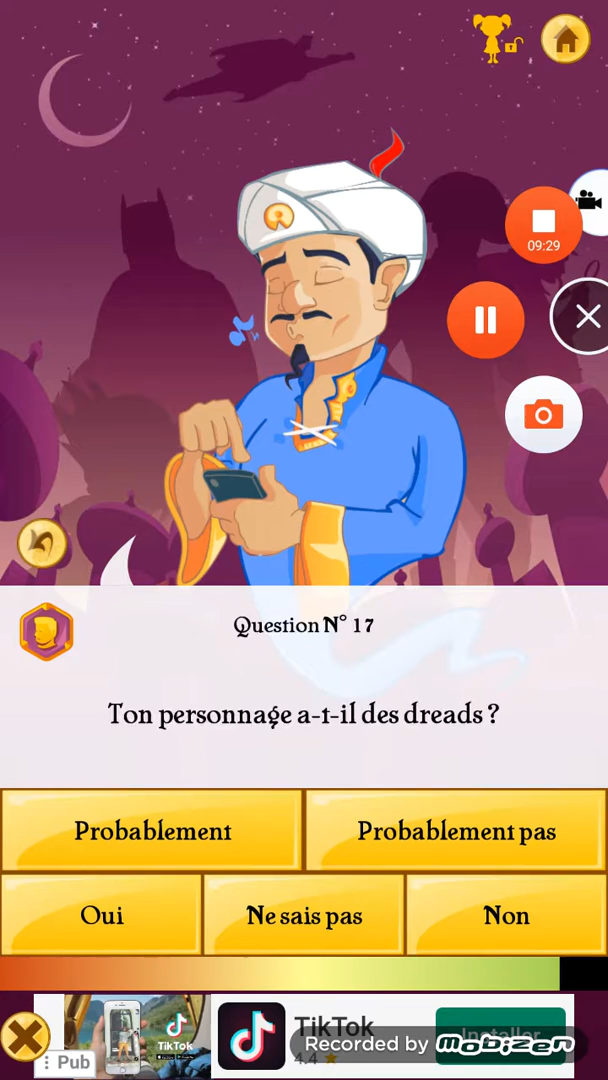 09:29
Question N° 17
Ton personnage a-t-il des dreads ?
Probablement
Probablement pas
Oui
Ne sais pas
Non
TikTok
TikTok
Installer
4.4
Pub
Recorded by mobizen